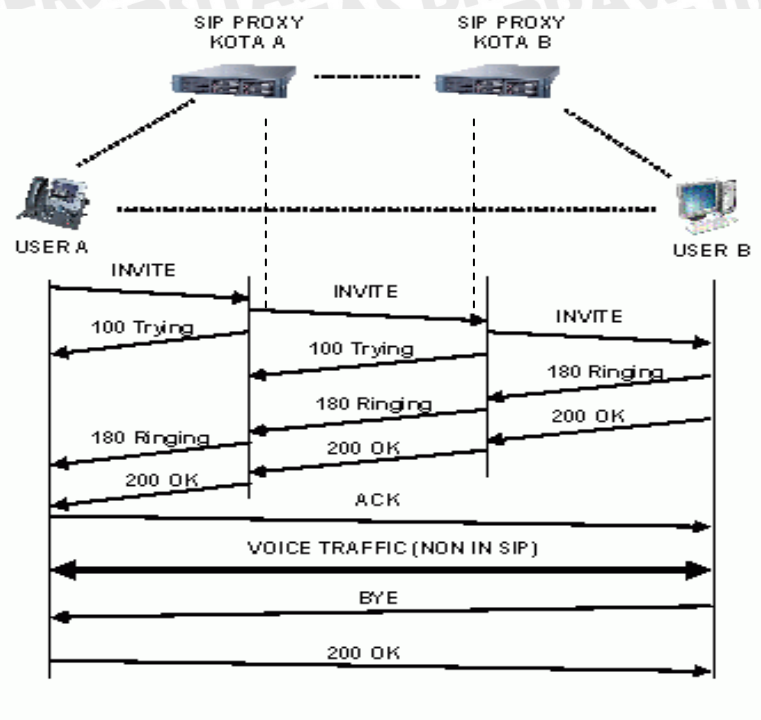 SIP PROXY
KOTA A
SIP PROXY
KOTA B
USER A
USER B
INVITE
INVITE
INVITE
100 Trying
100 Trying
180 Ringing
180 Ringing
200 OK
180 Ringing
200 OK
200 OK
ACK
VOICE TRAFFIC (NON IN SIP)
BYE
200 OK